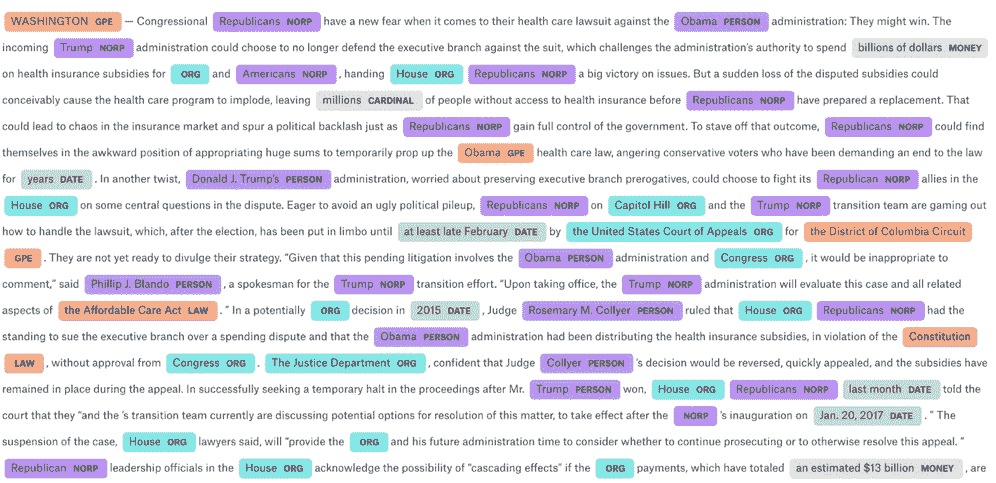 WASHINGTON GPE — Congressional Republicans NORP have a new fear when it comes to their health care lawsuit against the Obama PERSON administration: They might win. The
incoming Trump NORP administration could choose to no longer defend the executive branch against the suit, which challenges the administration's authority to spend billions of dollars MONEY
on health insurance subsidies for ORG and Americans NORP , handing House ORG Republicans NORP a big victory on issues. But a sudden loss of the disputed subsidies could
conceivably cause the health care program to implode, leaving millions CARDINAL of people without access to health insurance before Republicans NORP have prepared a replacement. That
could lead to chaos in the insurance market and spur a political backlash just as Republicans NORP gain full control of the government. To stave off that outcome, Republicans NORP could find
themselves in the awkward position of appropriating huge sums to temporarily prop up the Obama GPE health care law, angering conservative voters who have been demanding an end to the law
for years DATE . In another twist, Donald J. Trump's PERSON administration, worried about preserving executive branch prerogatives, could choose to fight its Republican NORP allies in the
House ORG on some central questions in the dispute. Eager to avoid an ugly political pileup, Republicans NORP on Capitol Hill ORG and the Trump NORP transition team are gaming out
how to handle the lawsuit, which, after the election, has been put in limbo until at least late February DATE by the United States Court of Appeals ORG for the District of Columbia Circuit
GPE . They are not yet ready to divulge their strategy. “Given that this pending litigation involves the Obama PERSON administration and Congress ORG , it would be inappropriate to
comment,” said Phillip J. Blando PERSON , a spokesman for the Trump NORP transition effort. “Upon taking office, the Trump NORP administration will evaluate this case and all related
aspects of the Affordable Care Act LAW . ” In a potentially ORG decision in 2015 DATE , Judge Rosemary M. Collyer PERSON ruled that House ORG Republicans NORP had the
standing to sue the executive branch over a spending dispute and that the Obama PERSON administration had been distributing the health insurance subsidies, in violation of the Constitution
LAW , without approval from Congress ORG . The Justice Department ORG , confident that Judge Collyer PERSON 's decision would be reversed, quickly appealed, and the subsidies have
remained in place during the appeal. In successfully seeking a temporary halt in the proceedings after Mr. Trump PERSON won, House ORG Republicans NORP last month DATE told the
court that they “and the 's transition team currently are discussing potential options for resolution of this matter, to take effect after the NORP 's inauguration on Jan. 20, 2017 DATE . ” The
suspension of the case, House ORG lawyers said, will “provide the ORG and his future administration time to consider whether to continue prosecuting or to otherwise resolve this appeal. ”
Republican NORP leadership officials in the House ORG acknowledge the possibility of “cascading effects” if the ORG payments, which have totaled an estimated $13 billion MONEY , are